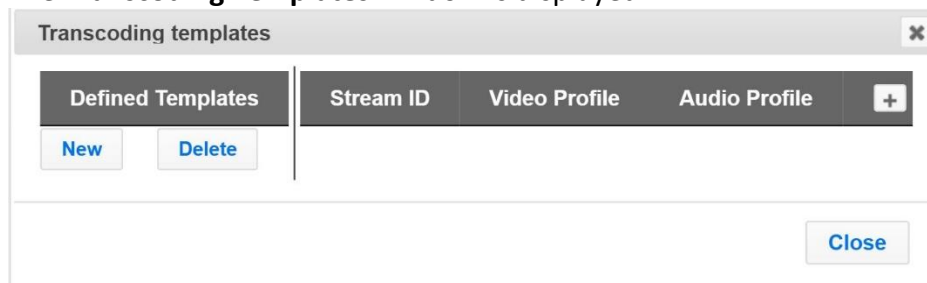 Transcoding templates
Defined Templates Stream ID Video Profile Audio Profile +
New Delete
Close